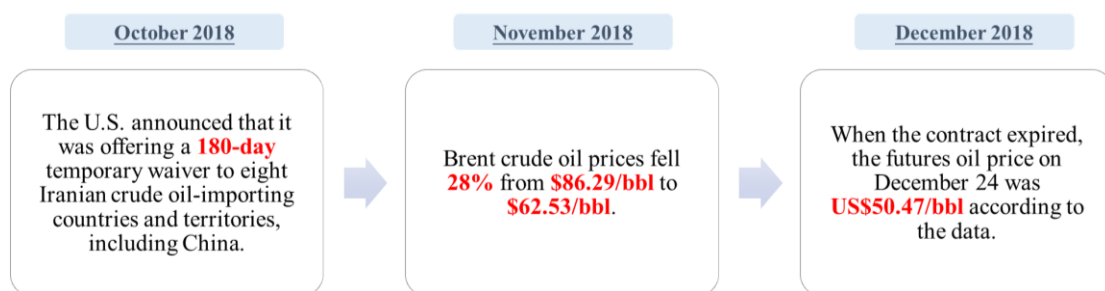 October 2018
The U.S. announced that it
was offering a 180-day
temporary waiver to eight
Iranian crude oil-importing
countries and territories,
including China.
November 2018
Brent crude oil prices fell
28% from $86.29/bbl to
$62.53/bbl.
December 2018
When the contract expired,
the futures oil price on
December 24 was
US$50.47/bbl according to
the data.